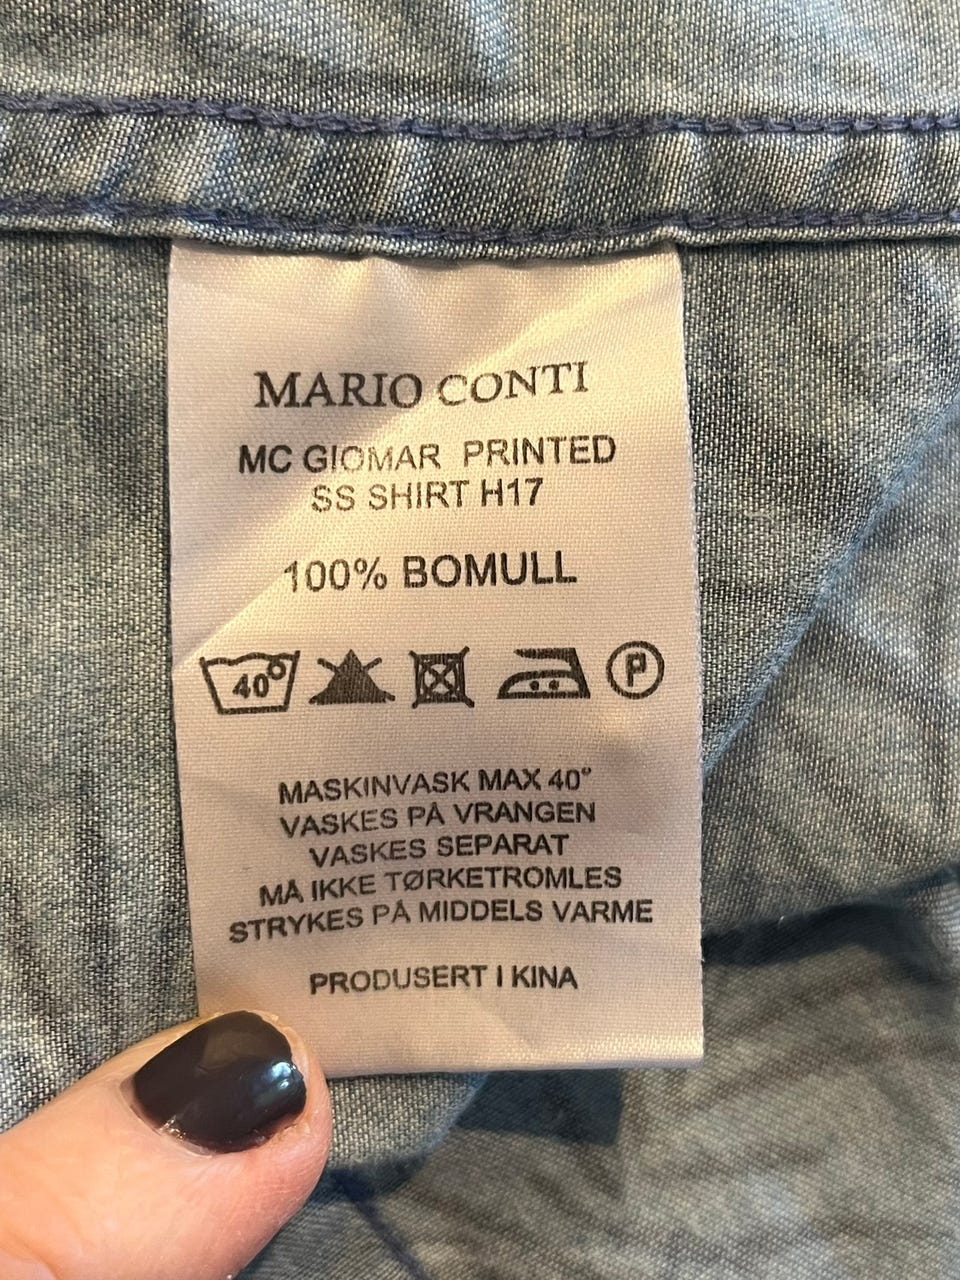 MARIO CONTI
MC GIOMAR PRINTED
SS SHIRT H17
100% BOMULL
40° P
MASKINVASK MAX 40°
VASKES PÅ VRANGEN
VASKES SEPARAT
MÅ IKKE TØRKETROMLES
STRYKES PÅ MIDDELS VARME
PRODUSERT I KINA